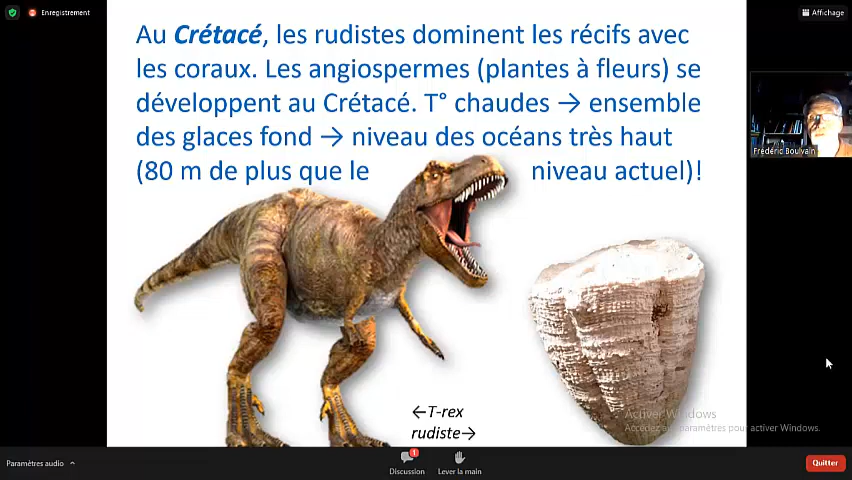 Enregistrement
Affichage
Au Crétacé, les rudistes dominent les récifs avec
les coraux. Les angiospermes (plantes à fleurs) se
développent au Crétacé. T° chaudes → ensemble
des glaces fond → niveau des océans très haut
(80 m de plus que le niveau actuel)!
Frédéric Boulvain
←T-rex
rudiste→
Activer Windows
Accédez aux paramètres pour activer Windows.
Paramètres audio
1
Discussion
Lever la main
Quitter